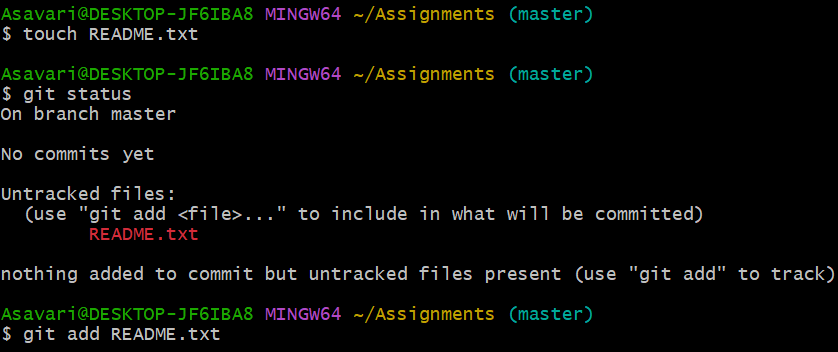 Asavari@DESKTOP-JF6IBA8 MINGW64 ~/Assignments (master)
$ touch README.txt
Asavari@DESKTOP-JF6IBA8 MINGW64 ~/Assignments (master)
$ git status
On branch master
No commits yet
Untracked files:
(use "git add <file>..." to include in what will be committed)
README.txt
nothing added to commit but untracked files present (use "git add" to track)
Asavari@DESKTOP-JF6IBA8 MINGW64 ~/Assignments (master)
$ git add README.txt